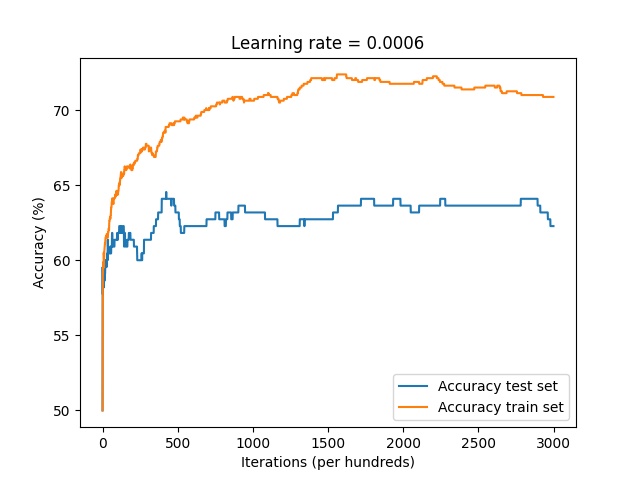 Learning rate = 0.0006
Accuracy (%)
70
65
60
55
50
Accuracy test set
Accuracy train set
0 500 1000 1500 2000 2500 3000
Iterations (per hundreds)